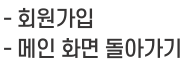 - 회원가입
- 메인 화면 돌아가기